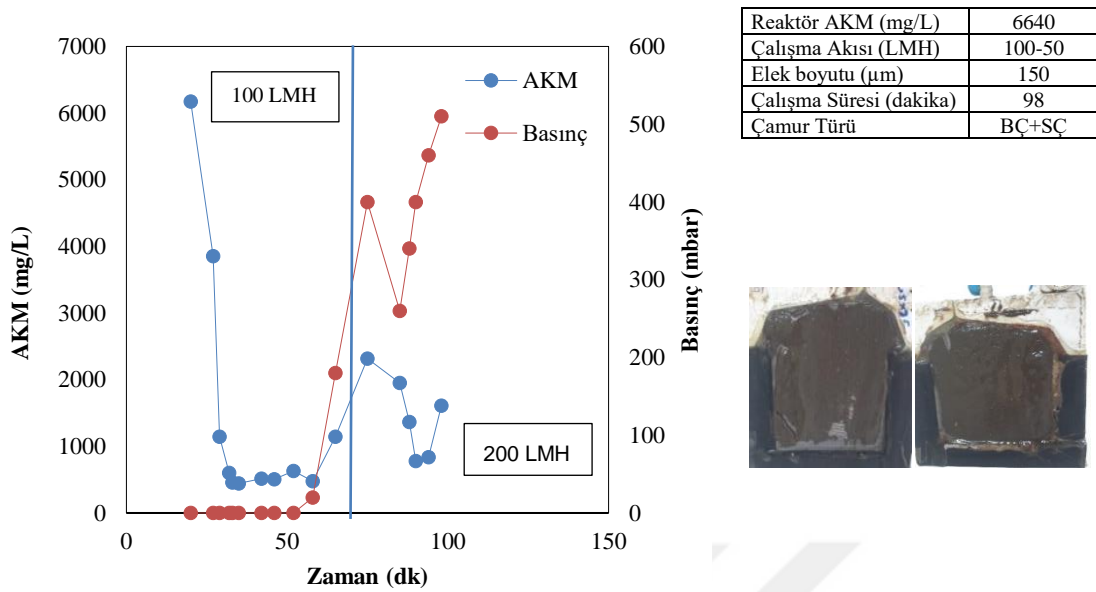 Reaktör AKM (mg/L) 6640
Çalışma Akısı (LMH) 100-50
Elek boyutu (µm) 150
Çalışma Süresi (dakika) 98
Çamur Türü BÇ+SÇ
7000
6000
5000
4000
3000
2000
1000
0
AKM (mg/L)
100 LMH
AKM
Basınç
200 LMH
600
500
400
300
200
100
0
Basınç (mbar)
0 50 100 150
Zaman (dk)